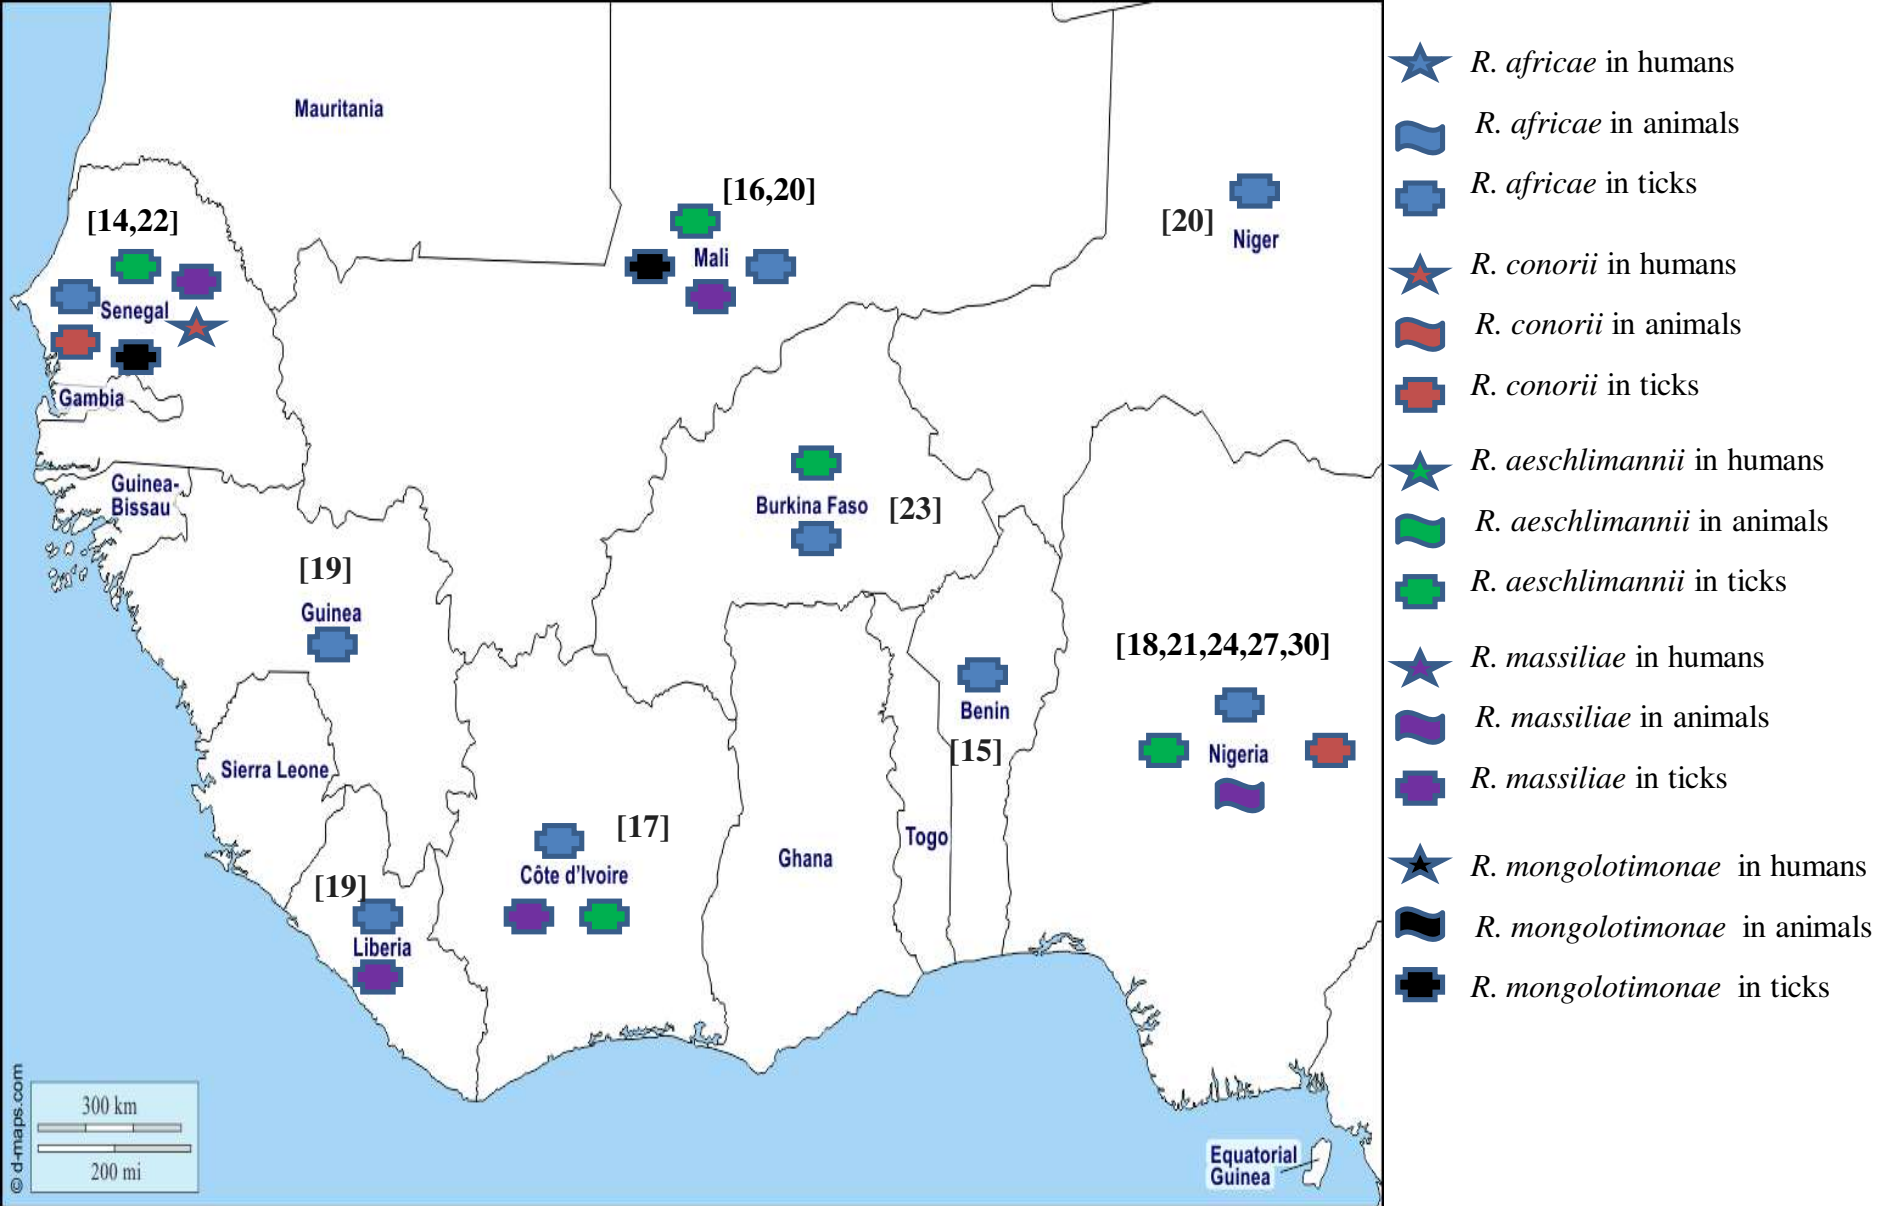 Mauritania
[14,22]
Senegal
Gambia
Guinea-
Bissau
[19]
Guinea
Sierra Leone
[19]
Liberia
[16,20]
Mali
[20]
Niger
Burkina Faso
[23]
[17]
Côte d'Ivoire
Ghana
Togo
Benin
[15]
[18,21,24,27,30]
Nigeria
Equatorial
Guinea
300 km
200 mi
© d-maps.com
R. africae in humans
R. africae in animals
R. africae in ticks
R. conorii in humans
R. conorii in animals
R. conorii in ticks
R. aeschlimannii in humans
R. aeschlimannii in animals
R. aeschlimannii in ticks
R. massiliae in humans
R. massiliae in animals
R. massiliae in ticks
R. mongolotimonae in humans
R. mongolotimonae in animals
R. mongolotimonae in ticks